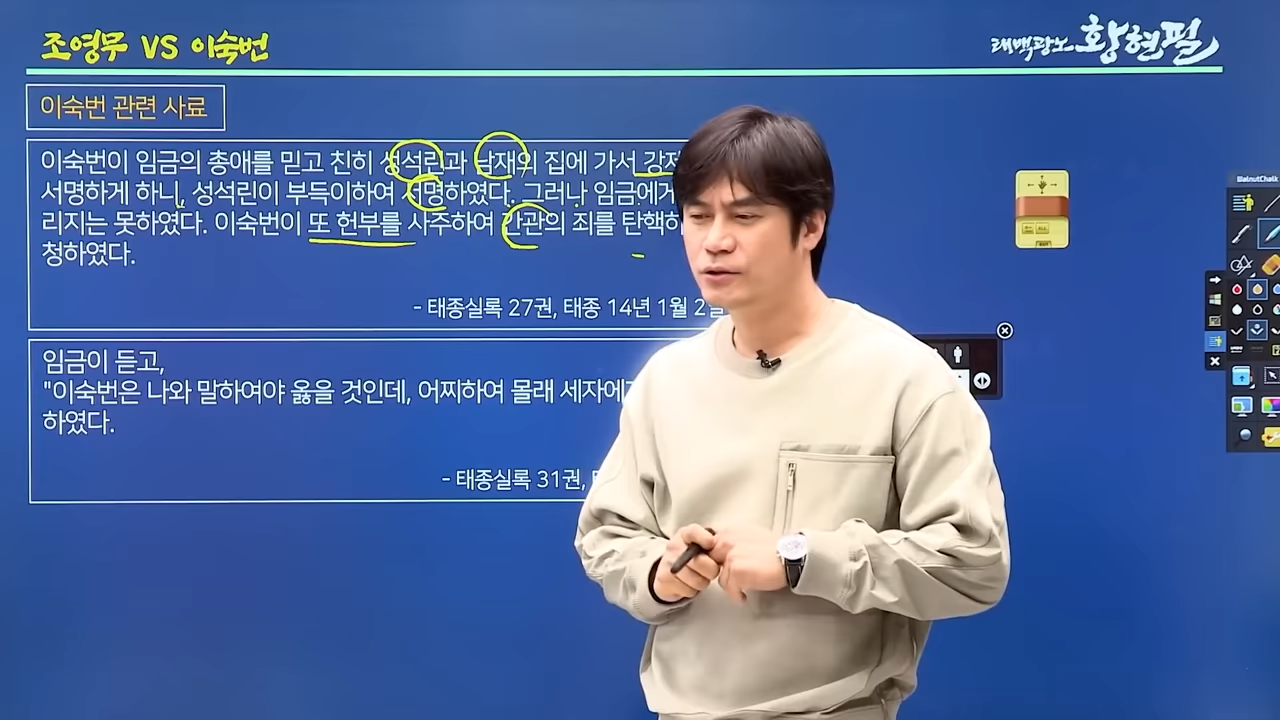 조영무 VS 이숙번
태백광노 황현필
이숙번 관련 사료
이숙번이 임금의 총애를 믿고 친히 성석린과 남재의 집에 가서
서명하게 하니, 성석린이 부득이하여 서명하였다. 그러나 임금에게
리지는 못하였다. 이숙번이 또 헌부를 사주하여 간관의 죄를
청하였다.
- 태종실록 27권, 태종 14년 1월 2일
임금이 듣고,
"이숙번은 나와 말하여야 옳을 것인데, 어찌하여 몰래
하였다.
- 태종실록 31권,
WalnutChalk